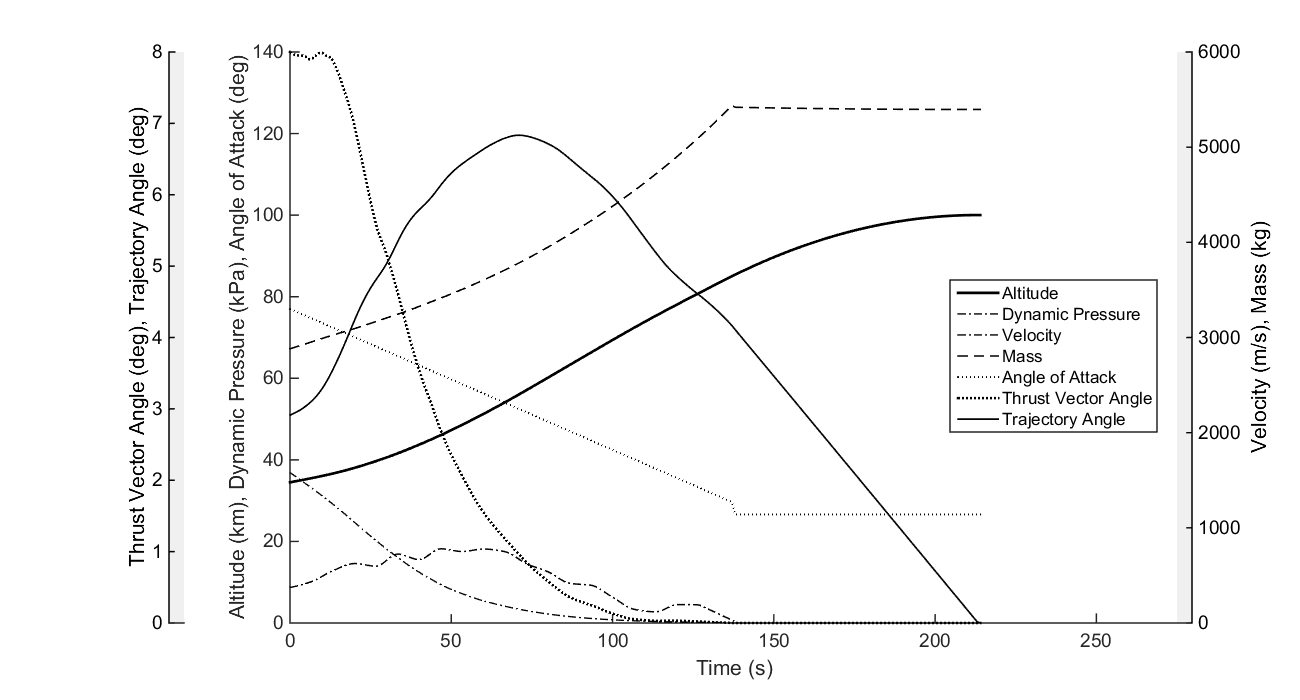 Thrust Vector Angle (deg), Trajectory Angle (deg)
8
7
6
5
4
3
2
1
0
Altitude (km), Dynamic Pressure (kPa), Angle of Attack (deg)
140
120
100
80
60
40
20
0
0
50
100
150
200
250
Time (s)
Altitude
Dynamic Pressure
Velocity
Mass
Angle of Attack
Thrust Vector Angle
Trajectory Angle
6000
5000
4000
3000
2000
1000
0
Velocity (m/s), Mass (kg)